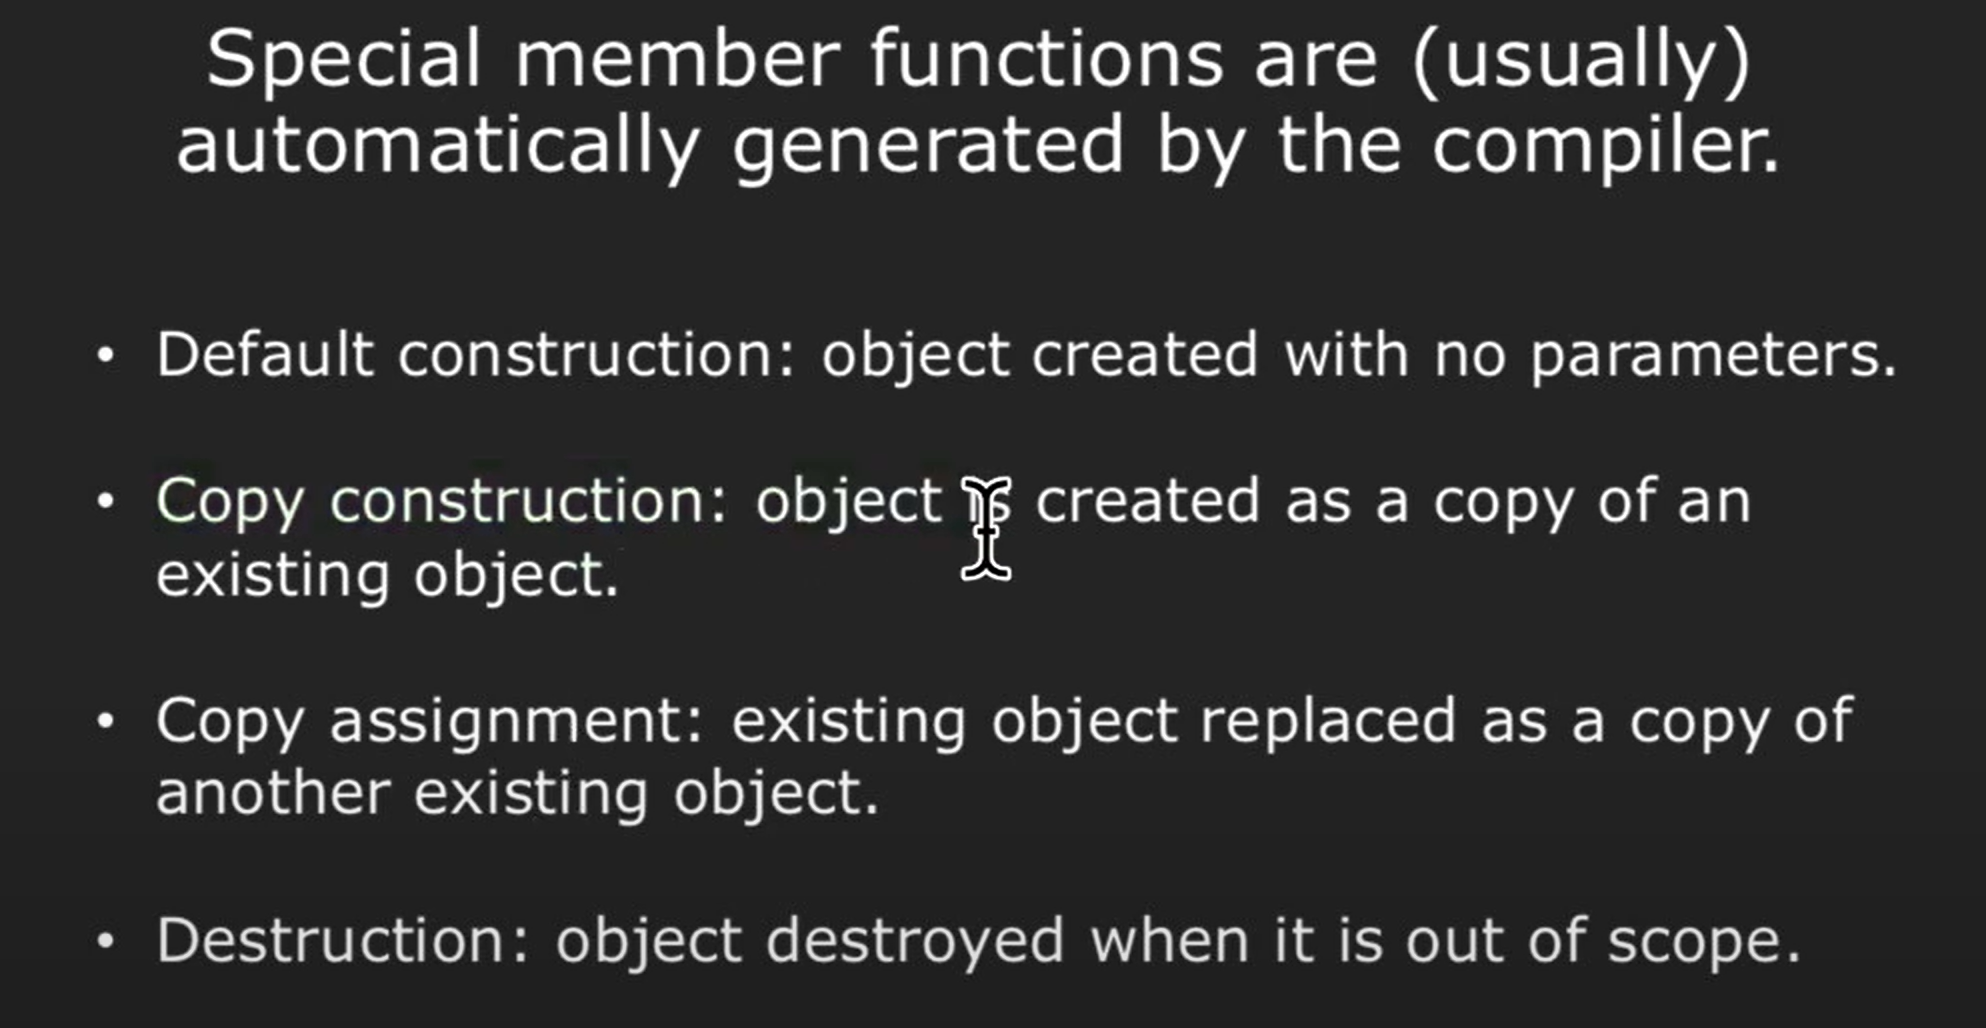 Special member functions are (usually)
automatically generated by the compiler.
• Default construction: object created with no parameters.
• Copy construction: object is created as a copy of an
existing object.
• Copy assignment: existing object replaced as a copy of
another existing object.
• Destruction: object destroyed when it is out of scope.